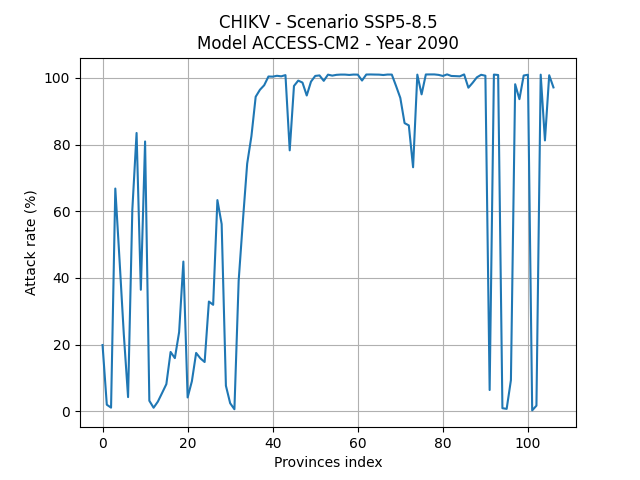 CHIKV - Scenario SSP5-8.5
Model ACCESS-CM2 - Year 2090
100
80
60
40
20
0
Attack rate (%)
0 20 40 60 80 100
Provinces index